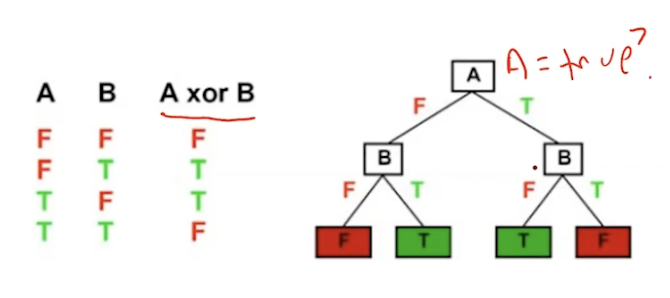 A B A xor B
F F F
F T T
T F T
T T F
A A = true?
F T
B B
F T F T
F T T F